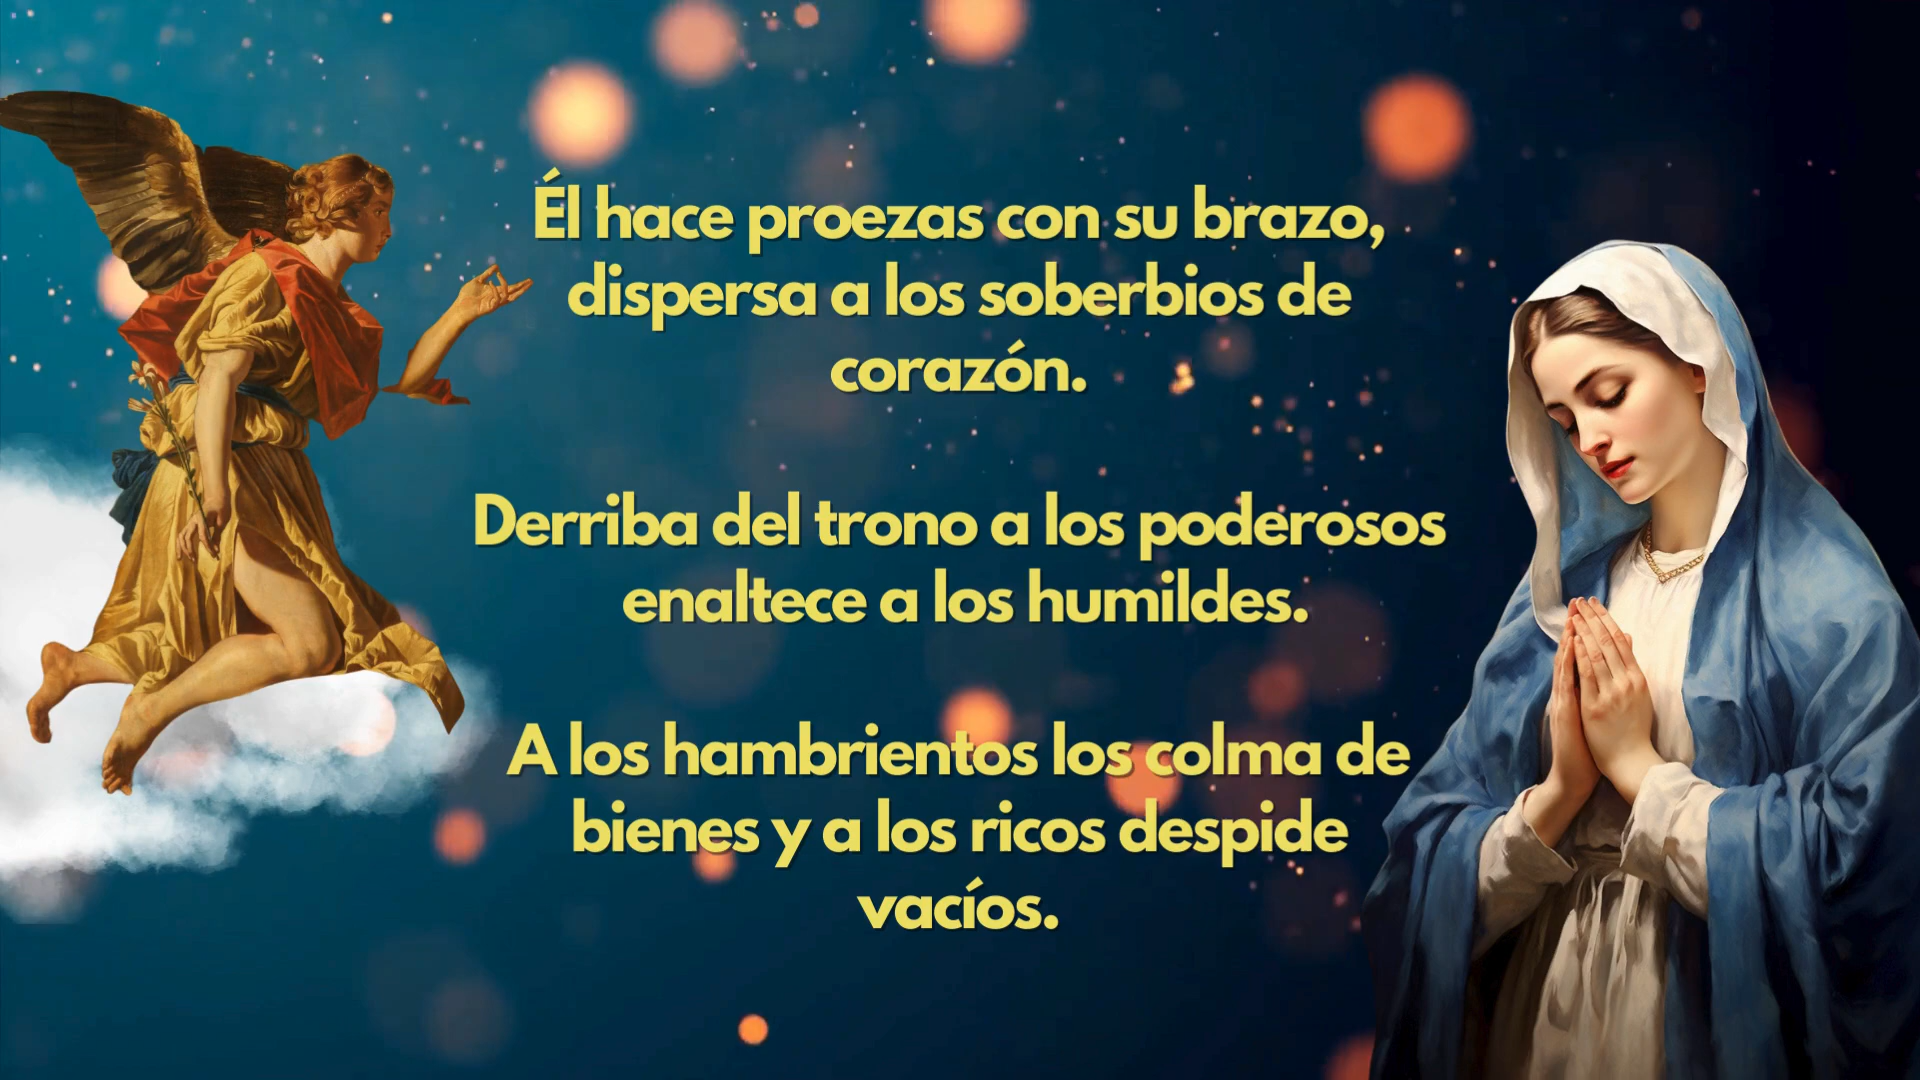 Él hace proezas con su brazo,
dispersa a los soberbios de
corazón.
Derriba del trono a los poderosos
enaltece a los humildes.
A los hambrientos los colma de
bienes y a los ricos despide
vacíos.